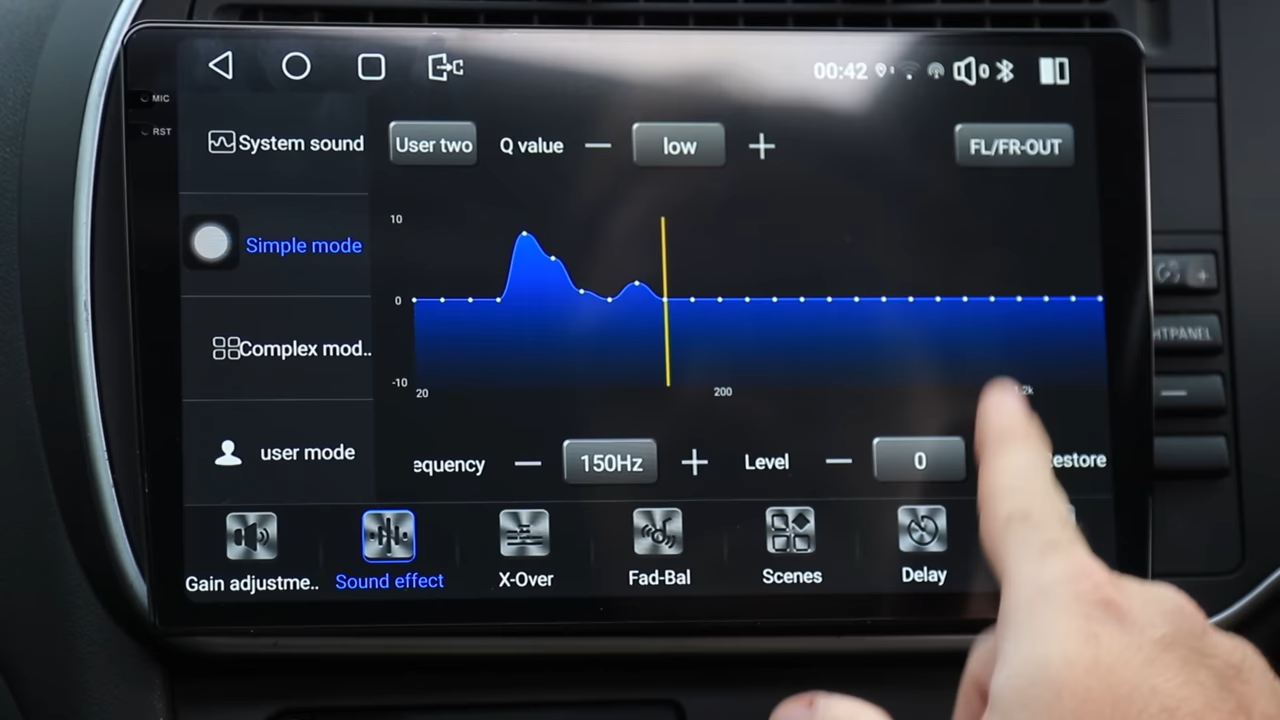 00:42
MIC
RST
System sound
User two
Q value
low
FL/FR-OUT
Simple mode
10
0
-10
20
200
2k
Complex mod..
user mode
equency
150Hz
Level
0
estore
Gain adjustme..
Sound effect
X-Over
Fad-Bal
Scenes
Delay